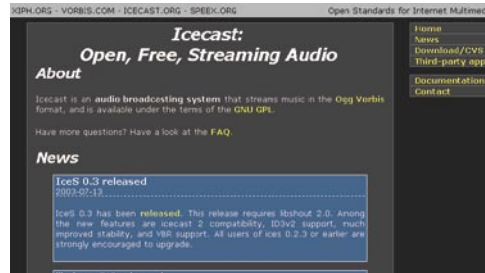 XIPH.ORG - VORBIS.COM - ICECAST.ORG - SPEEX.ORG
Open Standards for Internet Multimed
Icecast:
Open, Free, Streaming Audio
About
Icecast is an audio broadcasting system that streams music in the Ogg Vorbis
format, and is available under the terms of the GNU GPL.
Have more questions? Have a look at the FAQ.
News
IceS 0.3 released
2003-07-13
IceS 0.3 has been released. This release requires libshout 2.0. Among
the new features are icecast 2 compatibility, ID3v2 support, much
improved stability, and VBR support. All users of ices 0.2.3 or earlier are
strongly encouraged to upgrade.
Home
News
Download/CVS
Third-party app
Documentation
Contact